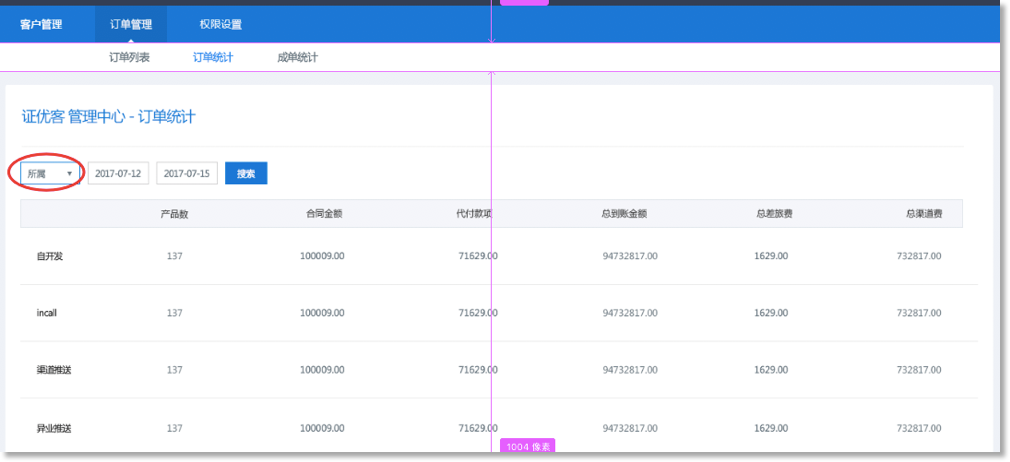 客户管理 订单管理 权限设置
订单列表 订单统计 成单统计
证优客 管理中心 - 订单统计
所属 ▼ 2017-07-12 2017-07-15 搜索
产品数 合同金额 代付款项 总到账金额 总差旅费 总渠道费
自开发 137 100009.00 71629.00 94732817.00 1629.00 732817.00
incall 137 100009.00 71629.00 94732817.00 1629.00 732817.00
渠道推送 137 100009.00 71629.00 94732817.00 1629.00 732817.00
异业推送 137 100009.00 71629.00 94732817.00 1629.00 732817.00
1004 像素